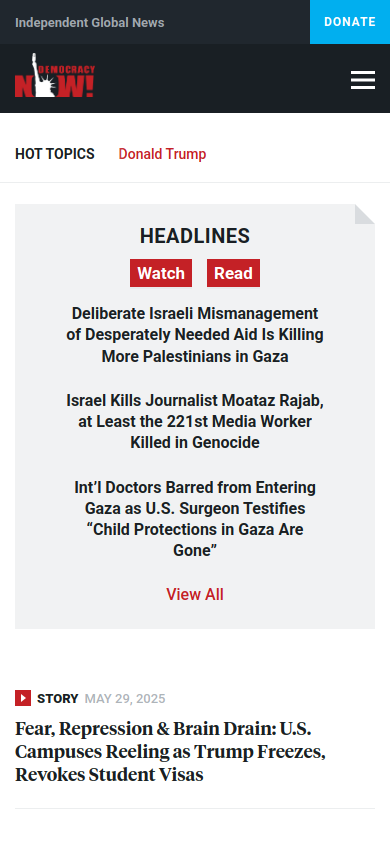 Independent Global News
DONATE
DEMOCRACY
NOW!
HOT TOPICS
Donald Trump
HEADLINES
Watch
Read
Deliberate Israeli Mismanagement
of Desperately Needed Aid Is Killing
More Palestinians in Gaza
Israel Kills Journalist Moataz Rajab,
at Least the 221st Media Worker
Killed in Genocide
Int’l Doctors Barred from Entering
Gaza as U.S. Surgeon Testifies
“Child Protections in Gaza Are
Gone”
View All
STORY MAY 29, 2025
Fear, Repression & Brain Drain: U.S.
Campuses Reeling as Trump Freezes,
Revokes Student Visas